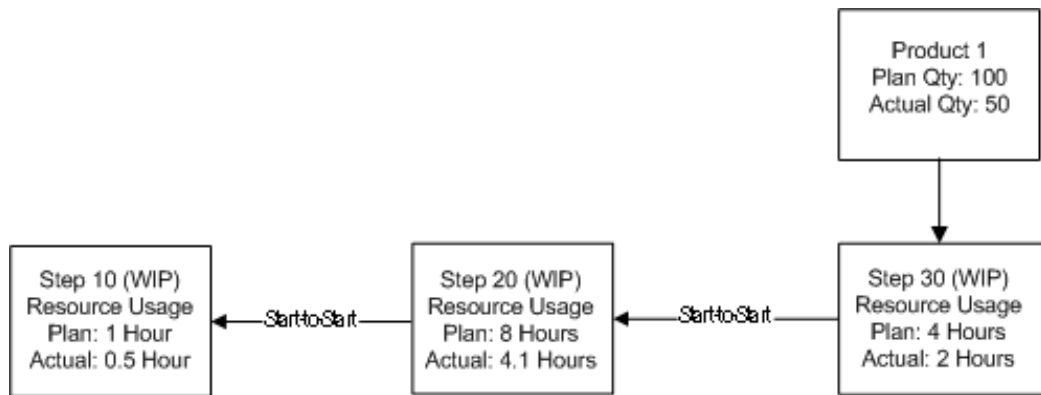 Product 1
Plan Qty: 100
Actual Qty: 50
Step 10 (WIP)
Resource Usage
Plan: 1 Hour
Actual: 0.5 Hour
Start-to-Start
Step 20 (WIP)
Resource Usage
Plan: 8 Hours
Actual: 4.1 Hours
Start-to-Start
Step 30 (WIP)
Resource Usage
Plan: 4 Hours
Actual: 2 Hours